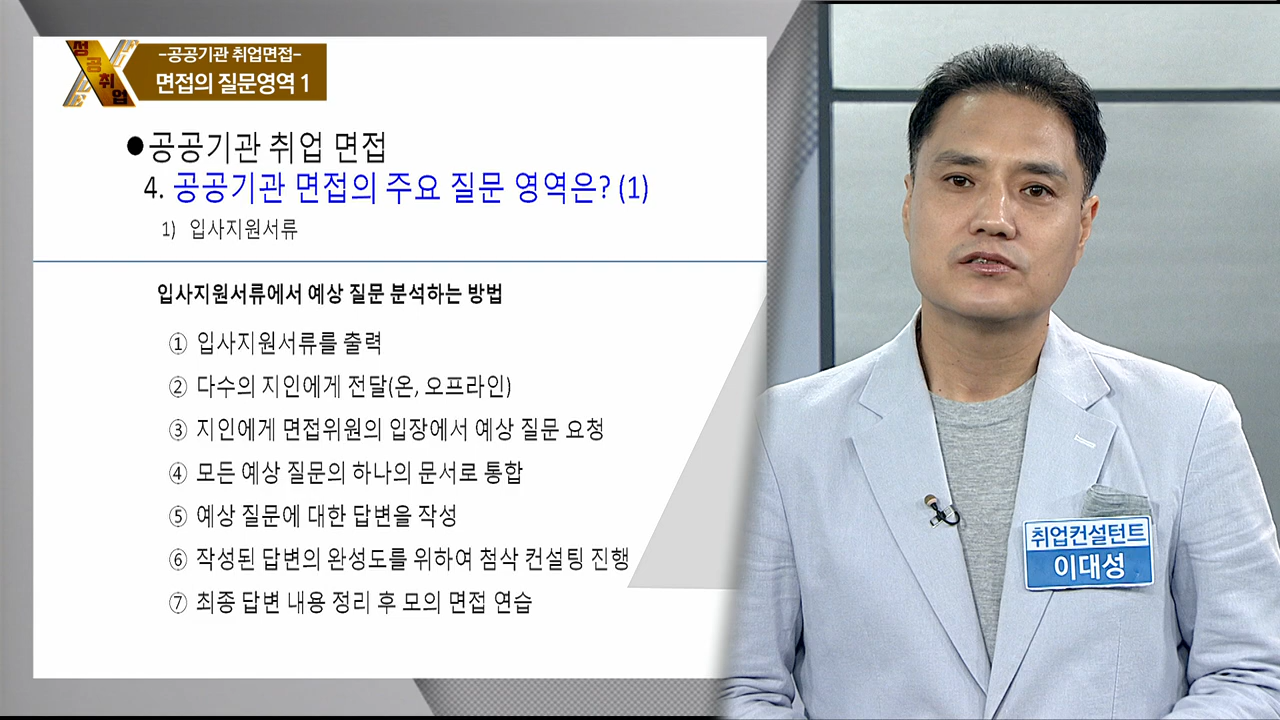 성공취업
-공공기관 취업면접-
면접의 질문영역 1
●공공기관 취업 면접
4. 공공기관 면접의 주요 질문 영역은? (1)
1) 입사지원서류
입사지원서류에서 예상 질문 분석하는 방법
① 입사지원서류를 출력
② 다수의 지인에게 전달(온, 오프라인)
③ 지인에게 면접위원의 입장에서 예상 질문 요청
④ 모든 예상 질문의 하나의 문서로 통합
⑤ 예상 질문에 대한 답변을 작성
⑥ 작성된 답변의 완성도를 위하여 첨삭 컨설팅 진행
⑦ 최종 답변 내용 정리 후 모의 면접 연습
취업컨설턴트
이대성